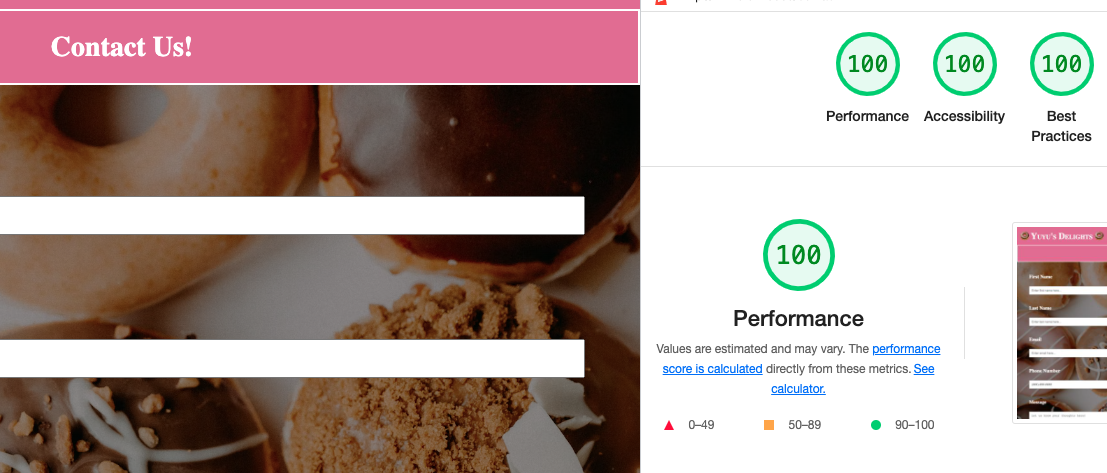 Contact Us!
100
100
100
Performance
Accessibility
Best
Practices
100
Performance
Values are estimated and may vary. The performance
score is calculated directly from these metrics. See
calculator.
0–49
50–89
90–100
YUYU'S DELIGHTS
First Name
Last Name
Email
Phone Number
Message